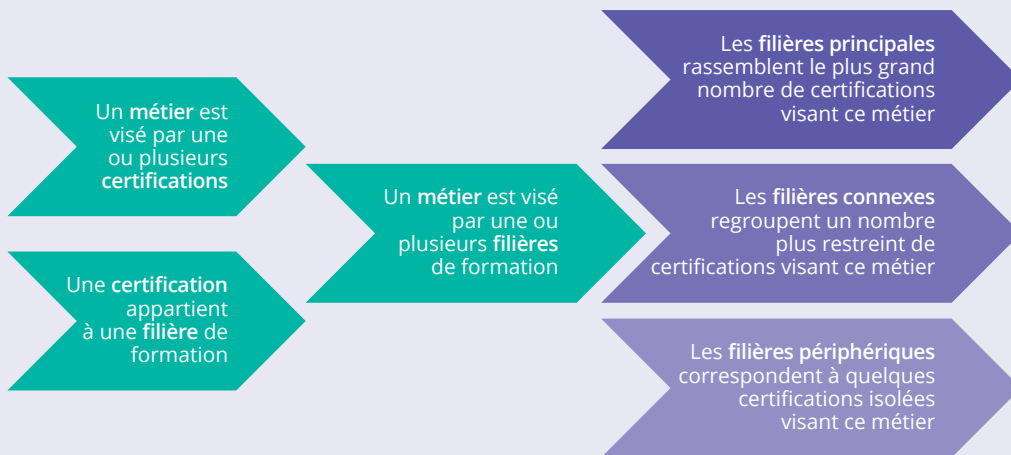 Un métier est
visé par une
ou plusieurs
certifications
Une certification
appartient
à une filière de
formation
Un métier est visé
par une ou
plusieurs filières
de formation
Les filières principales
rassemblent le plus grand
nombre de certifications
visant ce métier
Les filières connexes
regroupent un nombre
plus restreint de
certifications visant ce métier
Les filières périphériques
correspondent à quelques
certifications isolées
visant ce métier